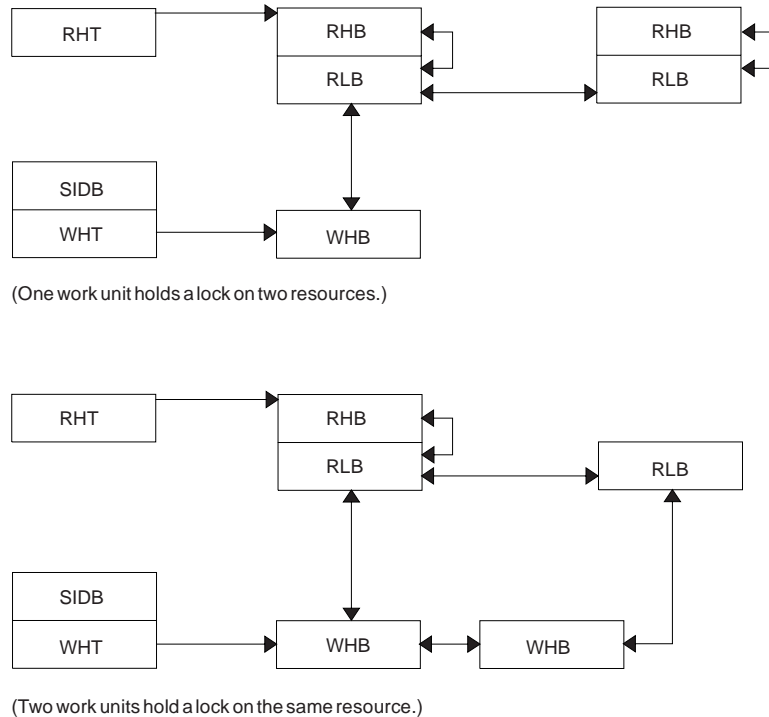 RHT
RHB
RHB
RLB
RLB
SIDB
WHT
WHB
(One work unit holds a lock on two resources.)
RHT
RHB
RLB
RLB
SIDB
WHT
WHB
WHB
(Two work units hold a lock on the same resource.)